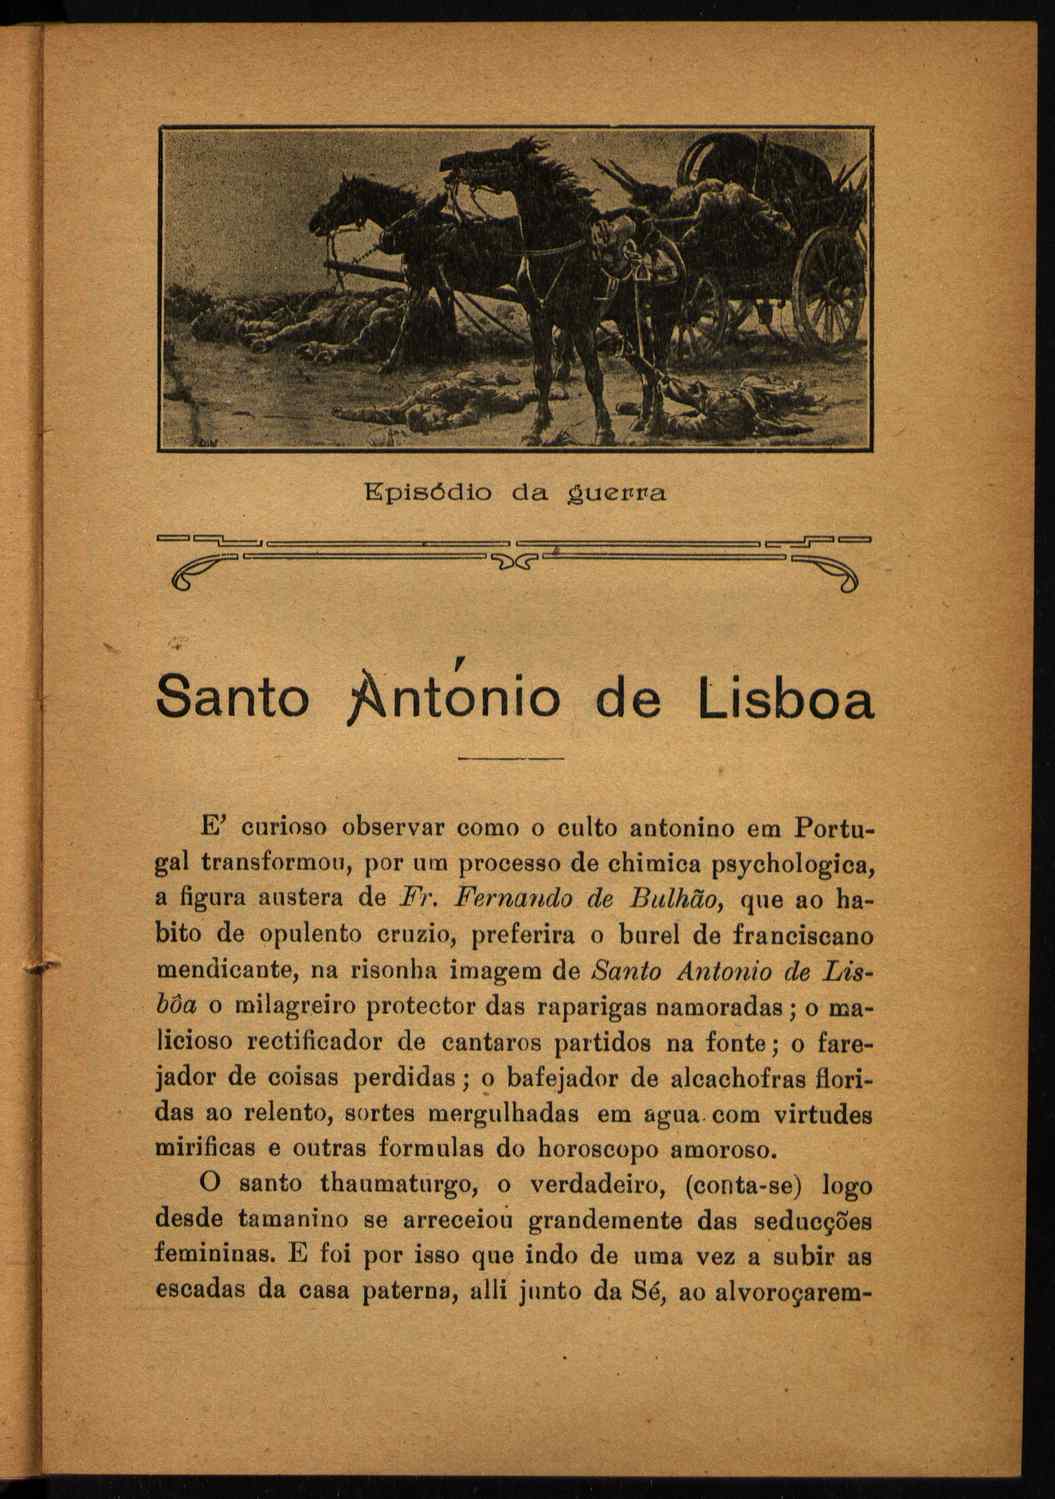 Episódio da guerra
Santo António de Lisboa
E' curioso observar como o culto antonino em Portu-
gal transformou, por um processo de chimica psychologica,
a figura austera de Fr. Fernando de Bulhão, que ao ha-
bito de opulento cruzio, preferira o burel de franciscano
mendicante, na risonha imagem de Santo Antonio de Lis-
bôa o milagreiro protector das raparigas namoradas; o ma-
licioso rectificador de cantaros partidos na fonte; o fare-
jador de coisas perdidas; o bafejador de alcachofras flori-
das ao relento, sortes mergulhadas em agua com virtudes
mirificas e outras formulas do horoscopo amoroso.
O santo thaumaturgo, o verdadeiro, (conta-se) logo
desde tamanino se arreceiou grandemente das seducções
femininas. E foi por isso que indo de uma vez a subir as
escadas da casa paterna, alli junto da Sé, ao alvoroçarem-